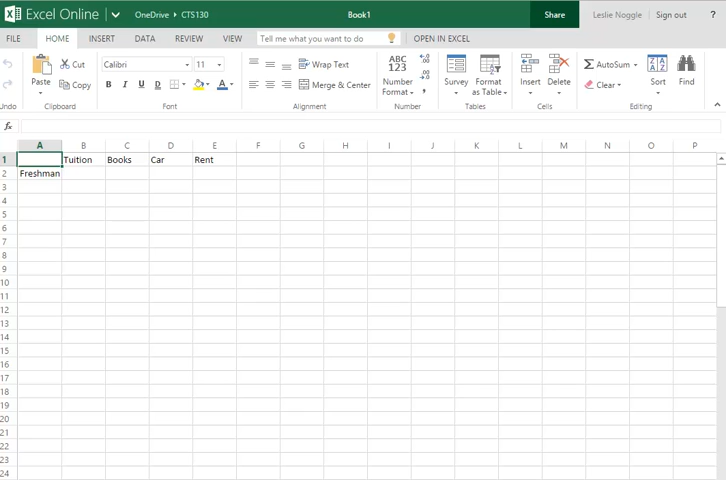 Excel Online OneDrive ▸ CTS130 Book1 Share Leslie Noggle Sign out ?
FILE HOME INSERT DATA REVIEW VIEW Tell me what you want to do OPEN IN EXCEL
Calibri 11
Cut
Copy
Paste
B I U D
A
Wrap Text
Merge & Center
ABC
123
Number
Format
.00
.0
Survey
Format
as Table
Insert
Delete
AutoSum
Clear
Sort
Find
Undo Clipboard Font Alignment Number Tables Cells Editing
fx
A B C D E F G H I J K L M N O P
1 Tuition Books Car Rent
2 Freshman
3
4
5
6
7
8
9
10
11
12
13
14
15
16
17
18
19
20
21
22
23
24